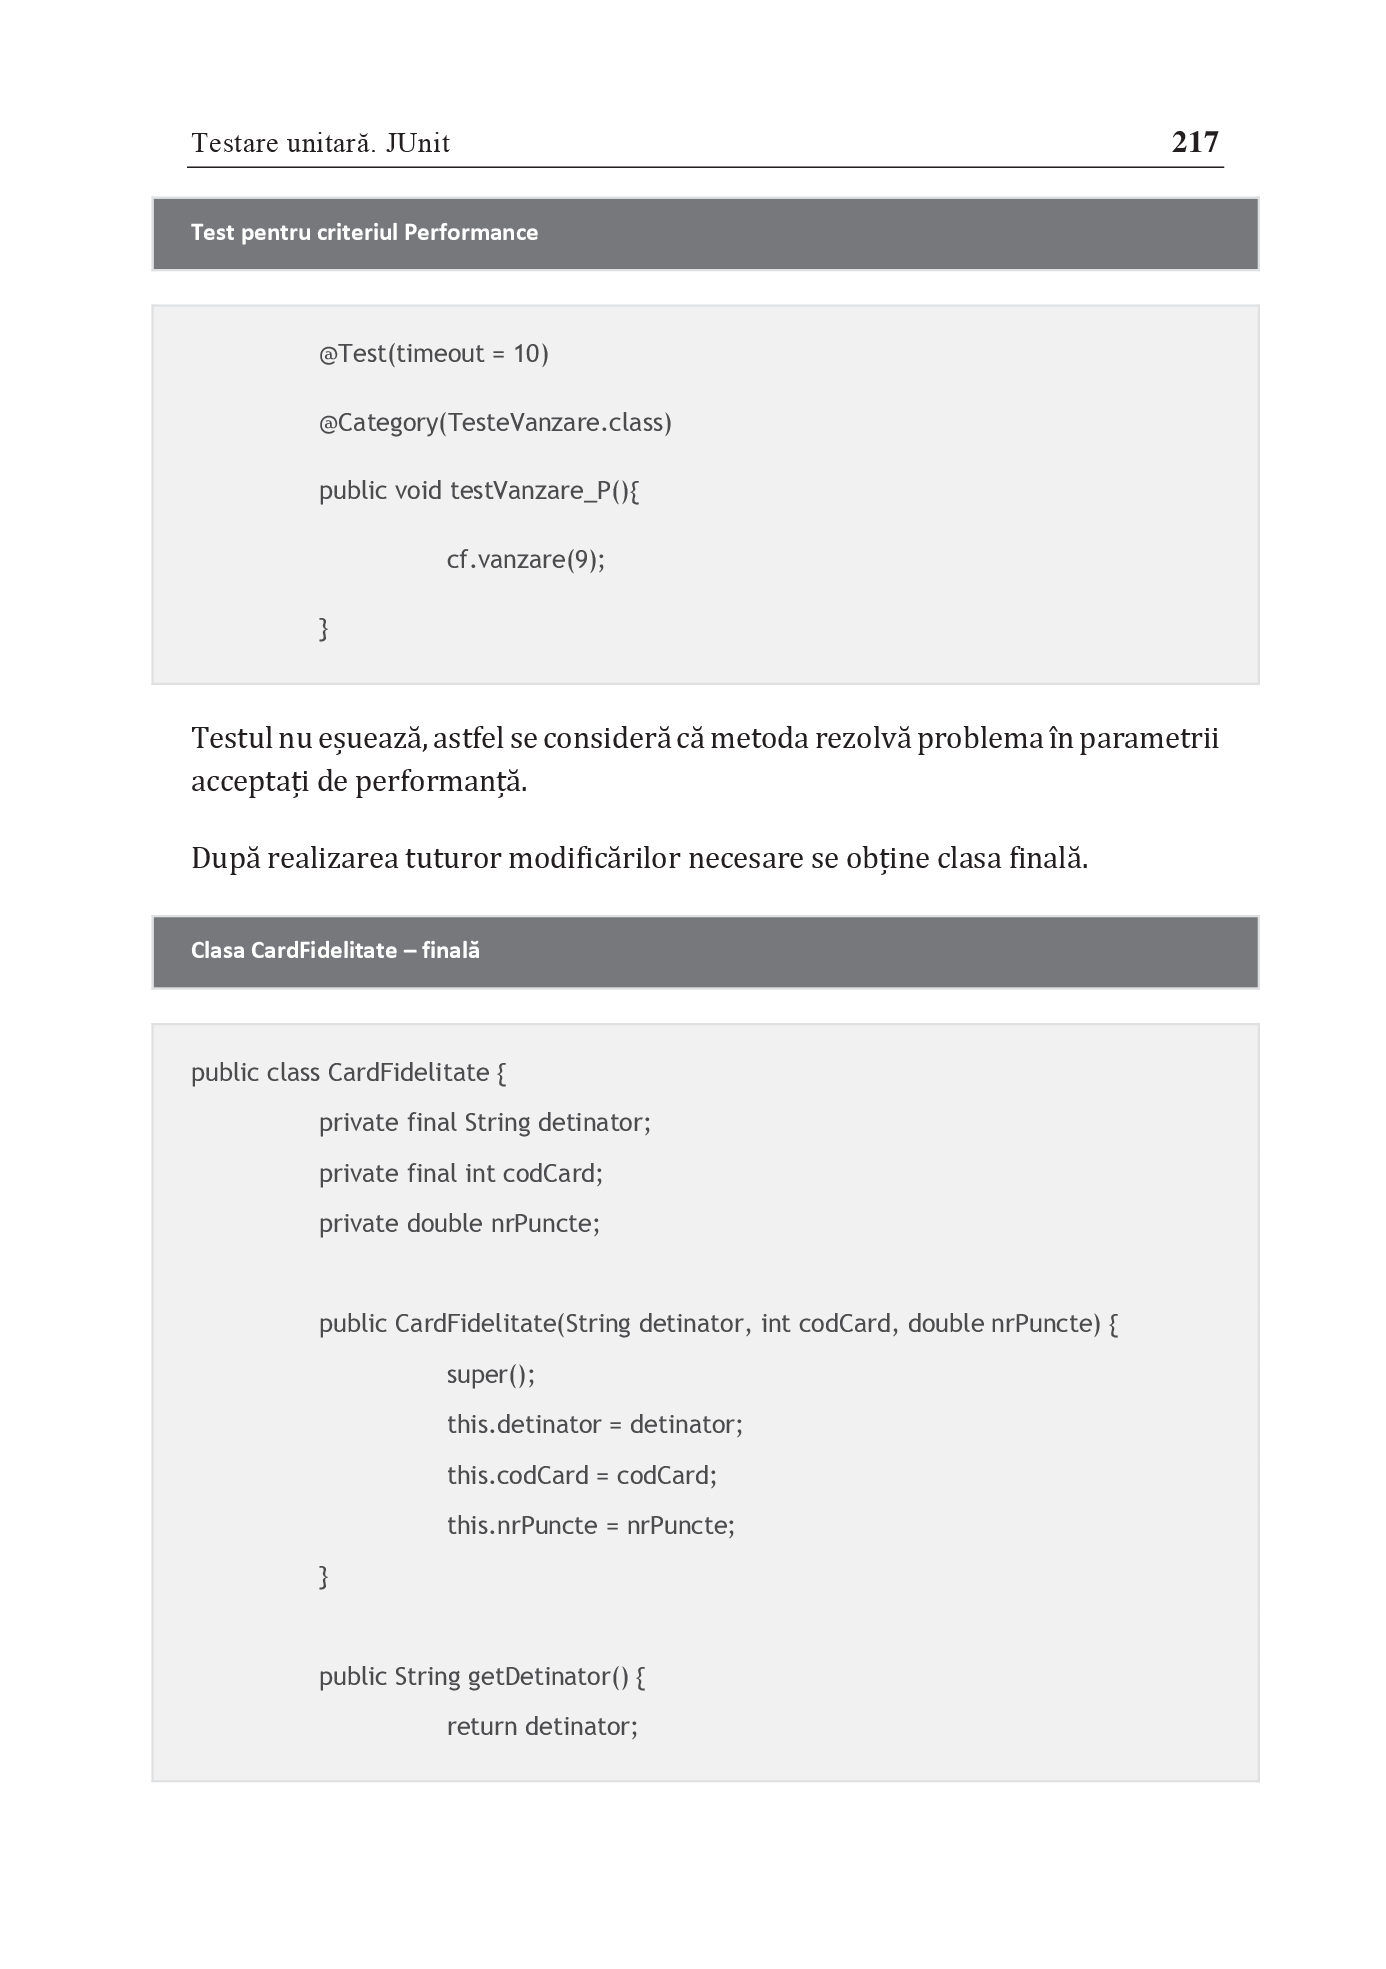 Testare unitară. JUnit 217
Test pentru criteriul Performance
@Test(timeout = 10)
@Category(TesteVanzare.class)
public void testVanzare_P(){
cf.vanzare(9);
}
Testul nu eșuează, astfel se consideră că metoda rezolvă problema în parametrii
acceptați de performanță.
După realizarea tuturor modificărilor necesare se obține clasa finală.
Clasa CardFidelitate – finală
public class CardFidelitate {
private final String detinator;
private final int codCard;
private double nrPuncte;
public CardFidelitate(String detinator, int codCard, double nrPuncte) {
super();
this.detinator = detinator;
this.codCard = codCard;
this.nrPuncte = nrPuncte;
}
public String getDetinator() {
return detinator;